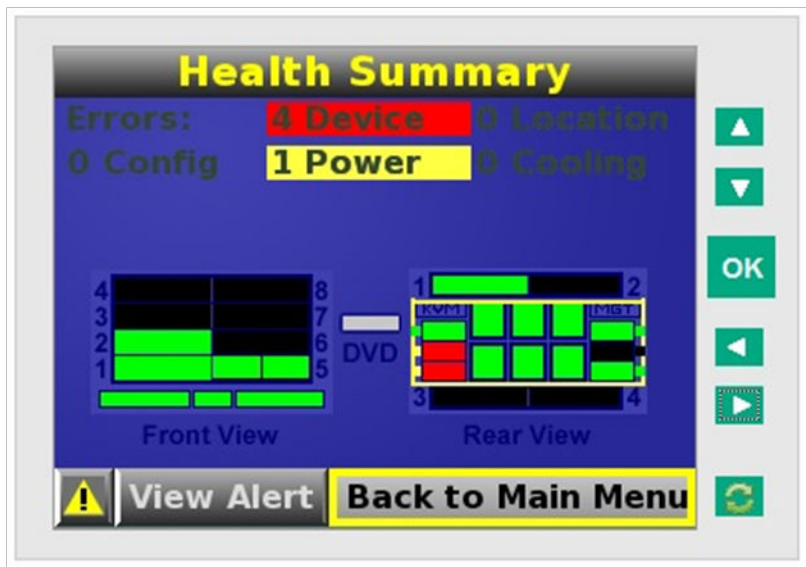 Health Summary
Errors: 4 Device 0 Location
0 Config 1 Power 0 Cooling
4 8
3 7
2 6
1 5
DVD
1 2
KVM MGT
3 4
Front View
Rear View
View Alert
Back to Main Menu
OK